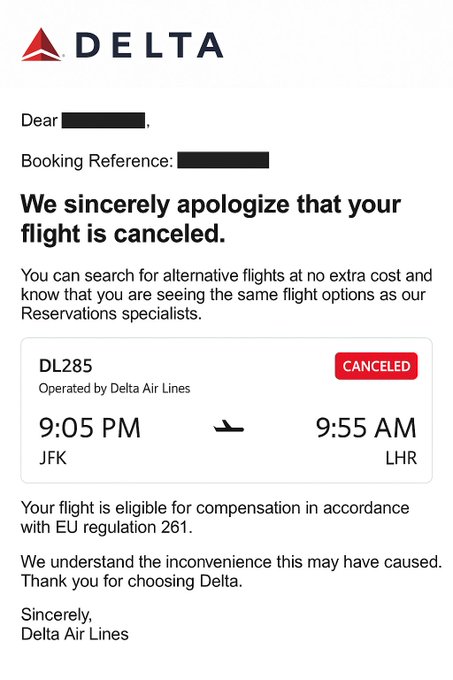 DELTA
Dear ,
Booking Reference:
We sincerely apologize that your
flight is canceled.
You can search for alternative flights at no extra cost and
know that you are seeing the same flight options as our
Reservations specialists.
DL285 CANCELED
Operated by Delta Air Lines
9:05 PM 9:55 AM
JFK LHR
Your flight is eligible for compensation in accordance
with EU regulation 261.
We understand the inconvenience this may have caused.
Thank you for choosing Delta.
Sincerely,
Delta Air Lines